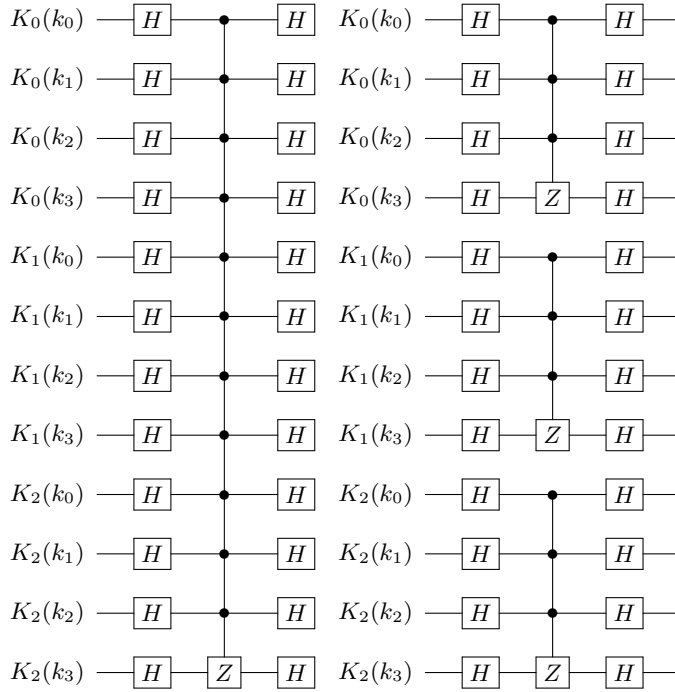 K_0(k_0) H H K_0(k_0) H H
K_0(k_1) H H K_0(k_1) H H
K_0(k_2) H H K_0(k_2) H H
K_0(k_3) H H K_0(k_3) H Z H
K_1(k_0) H H K_1(k_0) H H
K_1(k_1) H H K_1(k_1) H H
K_1(k_2) H H K_1(k_2) H H
K_1(k_3) H H K_1(k_3) H Z H
K_2(k_0) H H K_2(k_0) H H
K_2(k_1) H H K_2(k_1) H H
K_2(k_2) H H K_2(k_2) H H
K_2(k_3) H Z H K_2(k_3) H Z H